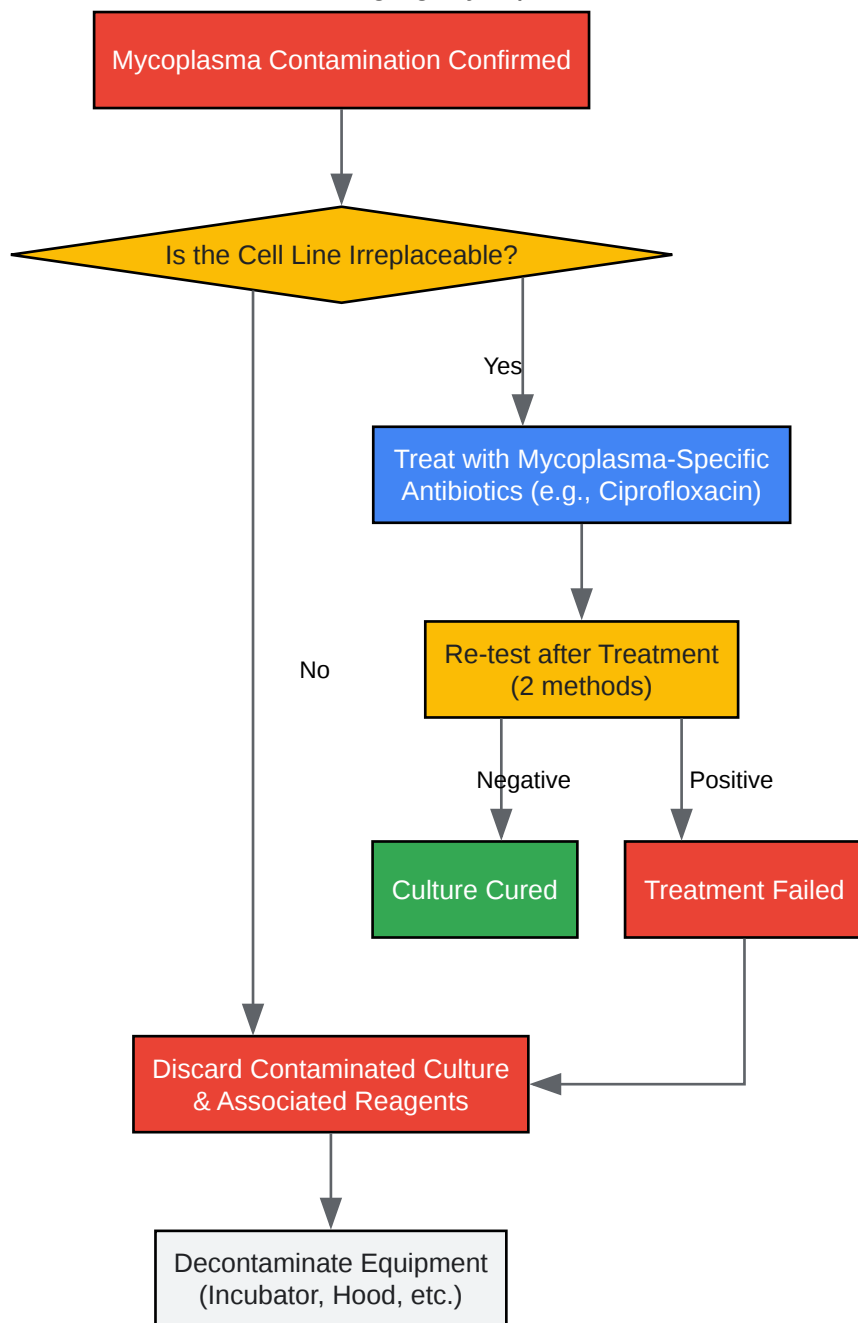 Mycoplasma Contamination Confirmed
Is the Cell Line Irreplaceable?
Yes
Treat with Mycoplasma-Specific
Antibiotics (e.g., Ciprofloxacin)
No
Re-test after Treatment
(2 methods)
Negative
Positive
Culture Cured
Treatment Failed
Discard Contaminated Culture
& Associated Reagents
Decontaminate Equipment
(Incubator, Hood, etc.)